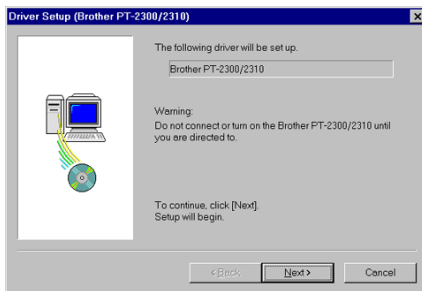 Driver Setup (Brother PT-2300/2310)
The following driver will be set up.
Brother PT-2300/2310
Warning:
Do not connect or turn on the Brother PT-2300/2310 until
you are directed to.
To continue, click [Next].
Setup will begin.
< Back
Next >
Cancel